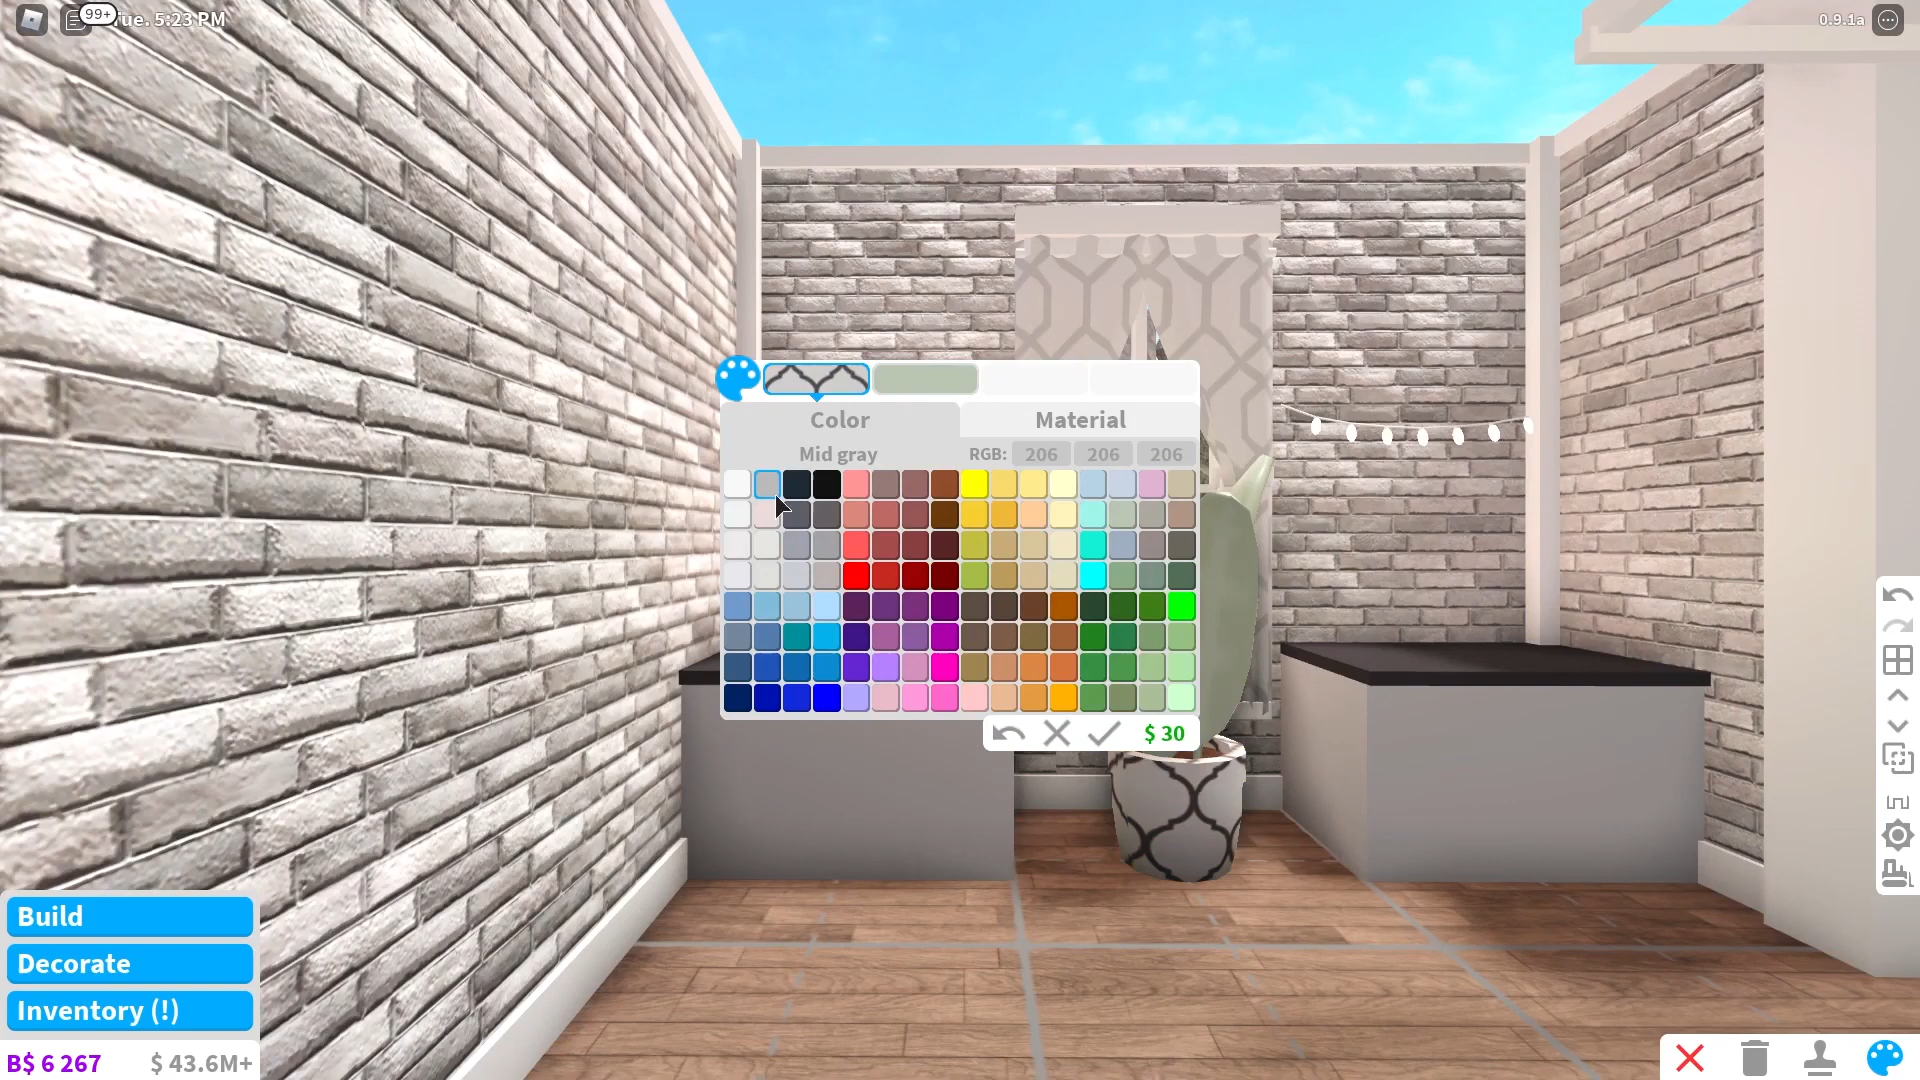 99+
Tue. 5:23 PM
0.9.1a
Color
Material
Mid gray
RGB: 206 206 206
$ 30
Build
Decorate
Inventory (!)
B$ 6 267
$ 43.6M+